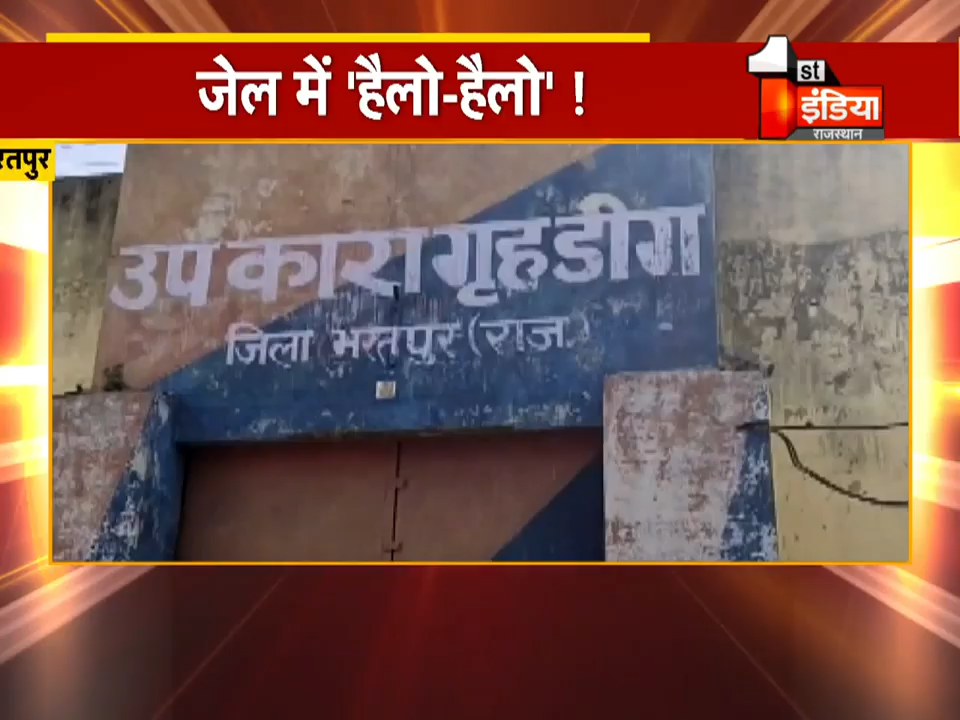 जेल में 'हैलो-हैलो' !
1st
इंडिया
राजस्थान
रतपुर
उप कारागृह डीग
जिला भरतपुर (राज.)